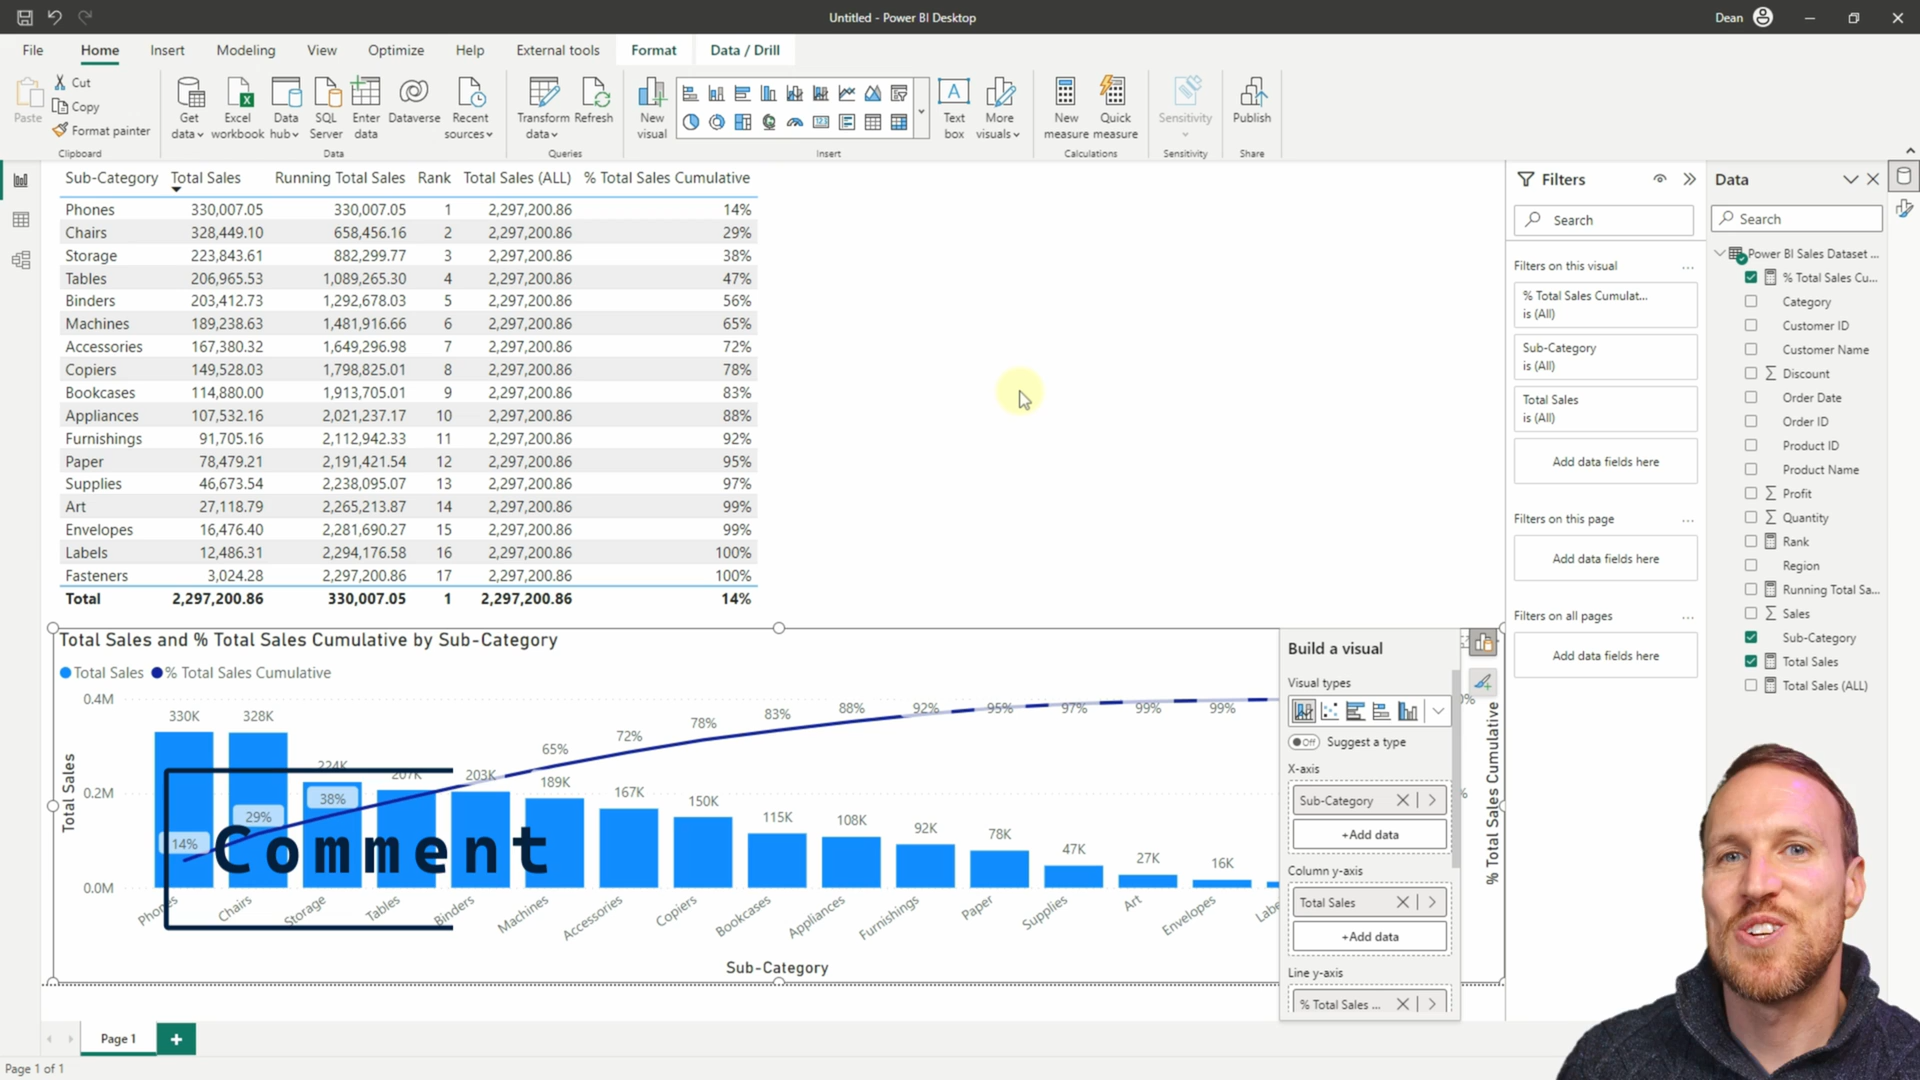 Untitled - Power BI Desktop
Dean
File Home Insert Modeling View Optimize Help External tools Format Data / Drill
Paste
Cut
Copy
Format painter
Clipboard
Get data
Excel workbook
Data hub
SQL Server
Enter data
Dataverse
Recent sources
Data
Transform data
Refresh
Queries
New visual
Text box
More visuals
Insert
New measure
Quick measure
Calculations
Sensitivity
Sensitivity
Publish
Share
Sub-Category Total Sales Running Total Sales Rank Total Sales (ALL) % Total Sales Cumulative
Phones 330,007.05 330,007.05 1 2,297,200.86 14%
Chairs 328,449.10 658,456.16 2 2,297,200.86 29%
Storage 223,843.61 882,299.77 3 2,297,200.86 38%
Tables 206,965.53 1,089,265.30 4 2,297,200.86 47%
Binders 203,412.73 1,292,678.03 5 2,297,200.86 56%
Machines 189,238.63 1,481,916.66 6 2,297,200.86 65%
Accessories 167,380.32 1,649,296.98 7 2,297,200.86 72%
Copiers 149,528.03 1,798,825.01 8 2,297,200.86 78%
Bookcases 114,880.00 1,913,705.01 9 2,297,200.86 83%
Appliances 107,532.16 2,021,237.17 10 2,297,200.86 88%
Furnishings 91,705.16 2,112,942.33 11 2,297,200.86 92%
Paper 78,479.21 2,191,421.54 12 2,297,200.86 95%
Supplies 46,673.54 2,238,095.07 13 2,297,200.86 97%
Art 27,118.79 2,265,213.87 14 2,297,200.86 99%
Envelopes 16,476.40 2,281,690.27 15 2,297,200.86 99%
Labels 12,486.31 2,294,176.58 16 2,297,200.86 100%
Fasteners 3,024.28 2,297,200.86 17 2,297,200.86 100%
Total 2,297,200.86 330,007.05 1 2,297,200.86 14%
Total Sales and % Total Sales Cumulative by Sub-Category
Total Sales % Total Sales Cumulative
Total Sales
0.4M
0.2M
0.0M
330K 328K 224K 207K 203K 189K 167K 150K 115K 108K 92K 78K 47K 27K 16K
14% 29% 38% 65% 72% 78% 83% 88% 92% 95% 97% 99% 99%
Comment
Phones Chairs Storage Tables Binders Machines Accessories Copiers Bookcases Appliances Furnishings Paper Supplies Art Envelopes Labe
Sub-Category
% Total Sales Cumulative
Build a visual
Visual types
Off Suggest a type
X-axis
Sub-Category
+Add data
Column y-axis
Total Sales
+Add data
Line y-axis
% Total Sales ...
Filters
Search
Filters on this visual
% Total Sales Cumulat...
is (All)
Sub-Category
is (All)
Total Sales
is (All)
Add data fields here
Filters on this page
Add data fields here
Filters on all pages
Add data fields here
Data
Search
Power BI Sales Dataset ...
% Total Sales Cu...
Category
Customer ID
Customer Name
Discount
Order Date
Order ID
Product ID
Product Name
Profit
Quantity
Rank
Region
Running Total Sa...
Sales
Sub-Category
Total Sales
Total Sales (ALL)
Page 1
Page 1 of 1